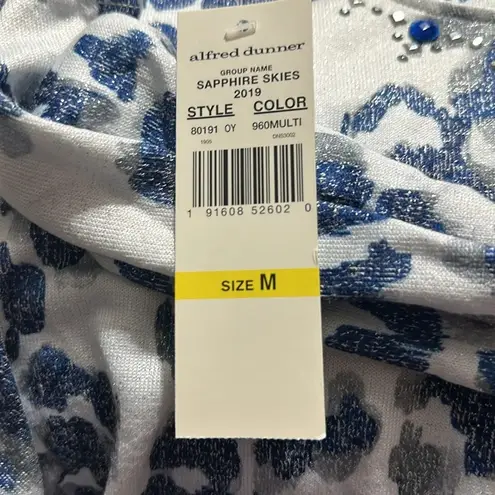 alfred dunner
GROUP NAME
SAPPHIRE SKIES
2019
STYLE COLOR
80191 0Y 960MULTI
1 91608 52602 0
SIZE M